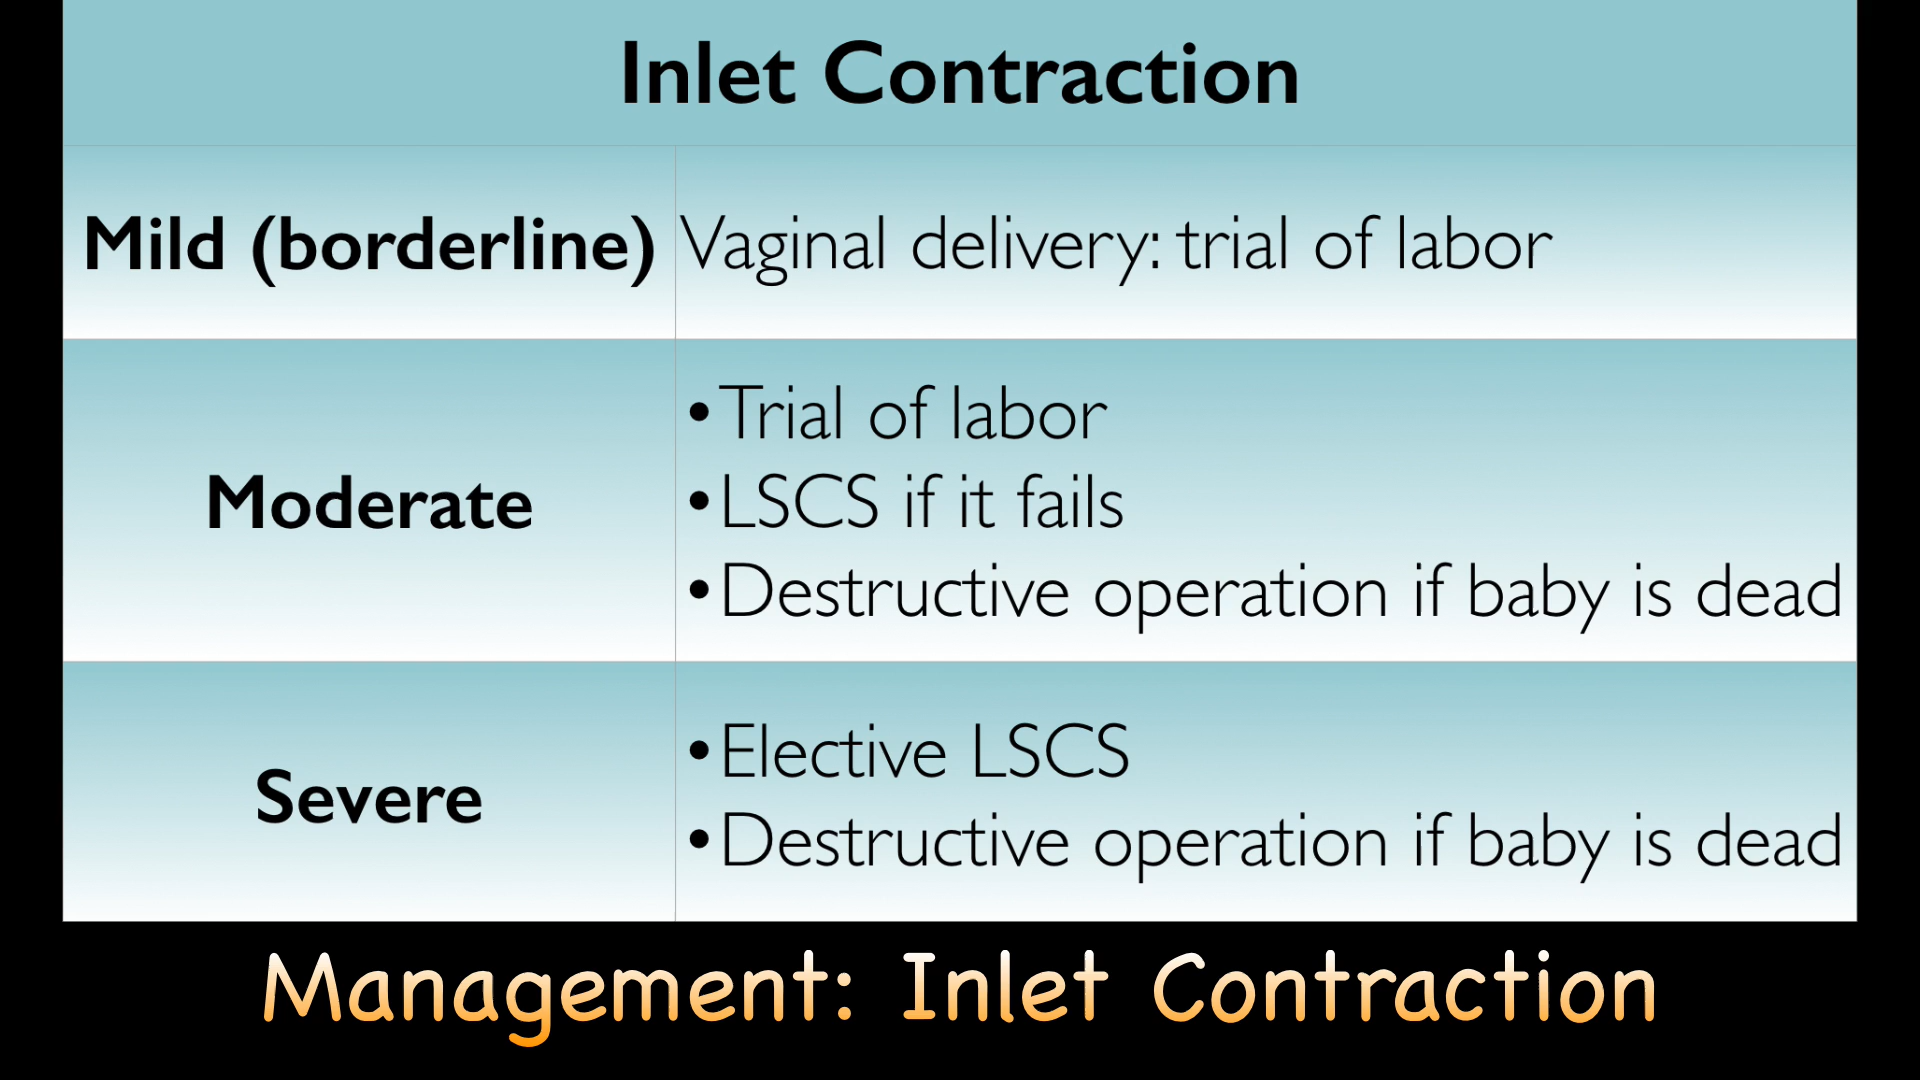 Inlet Contraction
Mild (borderline)
Vaginal delivery: trial of labor
Moderate
•Trial of labor
•LSCS if it fails
•Destructive operation if baby is dead
Severe
•Elective LSCS
•Destructive operation if baby is dead
Management: Inlet Contraction